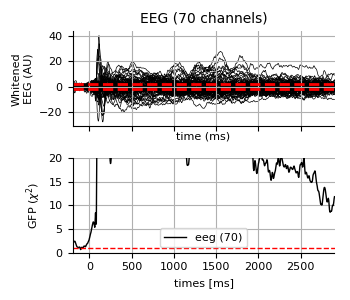 EEG (70 channels)
Whitened
EEG (AU)
40
20
0
−20
time (ms)
GFP (χ²)
20
15
10
5
0
eeg (70)
0
500
1000
1500
2000
2500
times [ms]